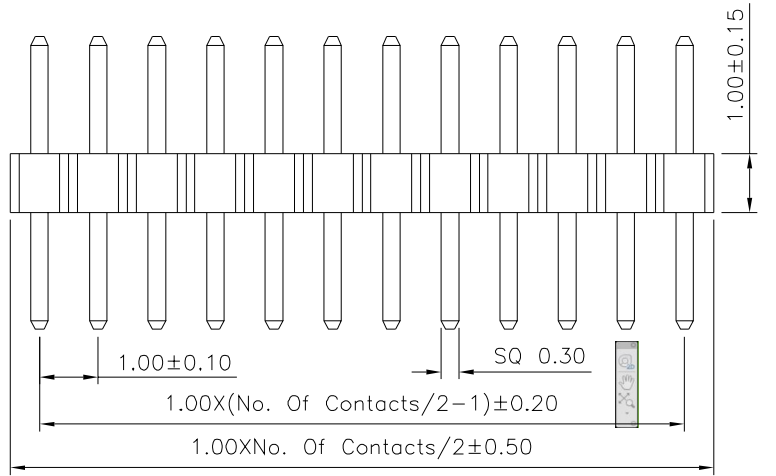 1.00±0.15
1.00±0.10
SQ 0.30
1.00X(No. Of Contacts/2-1)±0.20
1.00XNo. Of Contacts/2±0.50